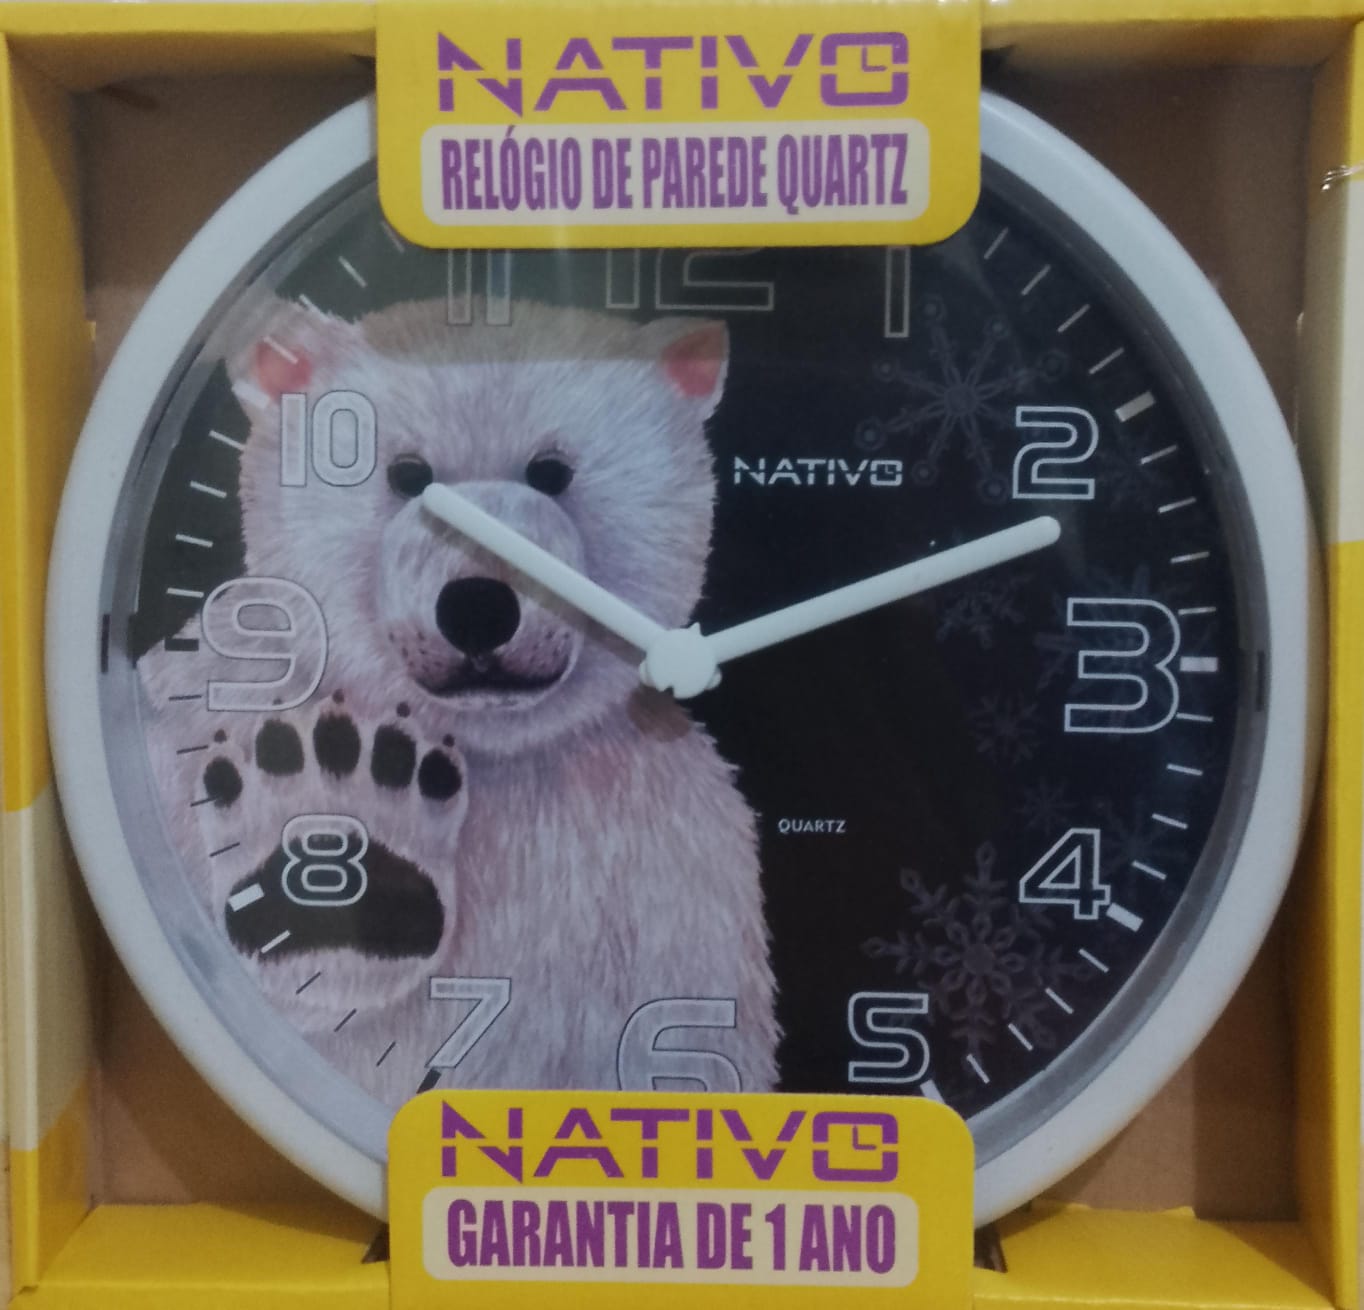 NATIVO
RELÓGIO DE PAREDE QUARTZ
11 12 1
10 2
NATIVO
9 3
QUARTZ
8 4
7 6 5
NATIVO
GARANTIA DE 1 ANO